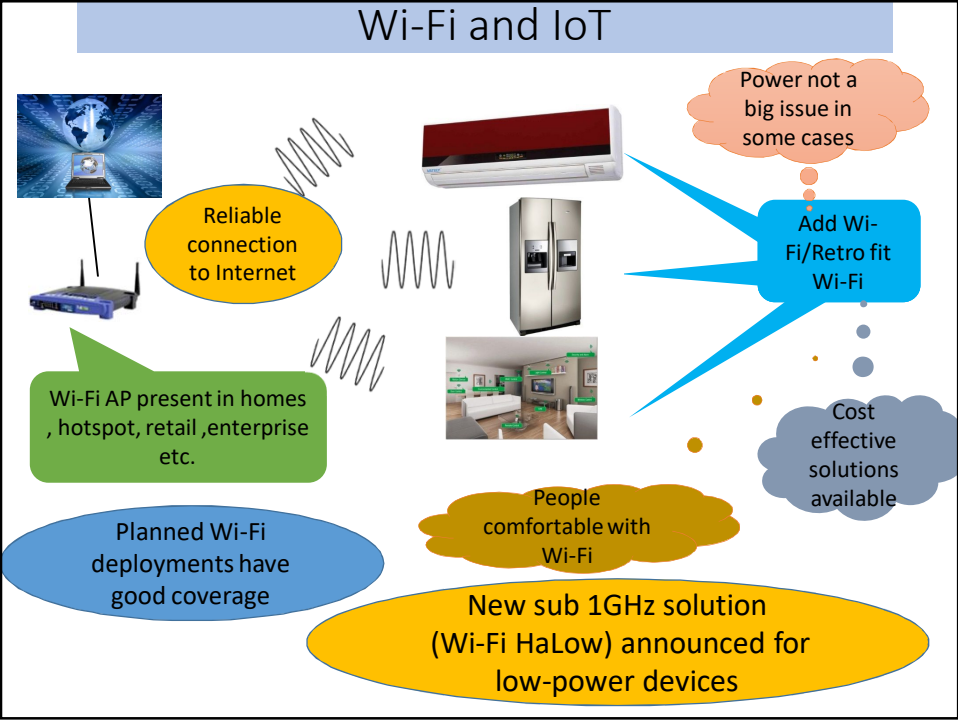 Wi-Fi and IoT
Power not a
big issue in
some cases
Reliable
connection
to Internet
Add Wi-
Fi/Retro fit
Wi-Fi
Wi-Fi AP present in homes
, hotspot, retail ,enterprise
etc.
Cost
effective
solutions
available
People
comfortable with
Wi-Fi
Planned Wi-Fi
deployments have
good coverage
New sub 1GHz solution
(Wi-Fi HaLow) announced for
low-power devices